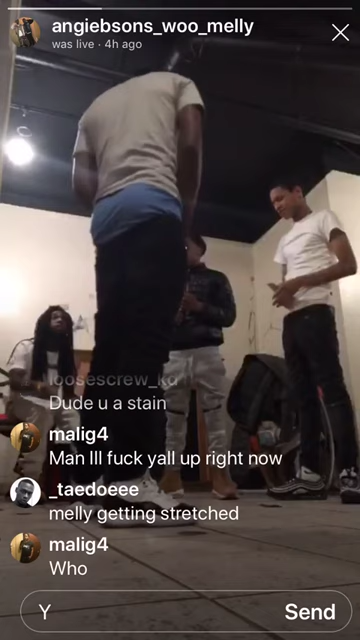 angiebsons_woo_melly
was live · 4h ago
loosescrew_kd
Dude u a stain
malig4
Man Ill fuck yall up right now
_taedoeee
melly getting stretched
malig4
Who
Y
Send